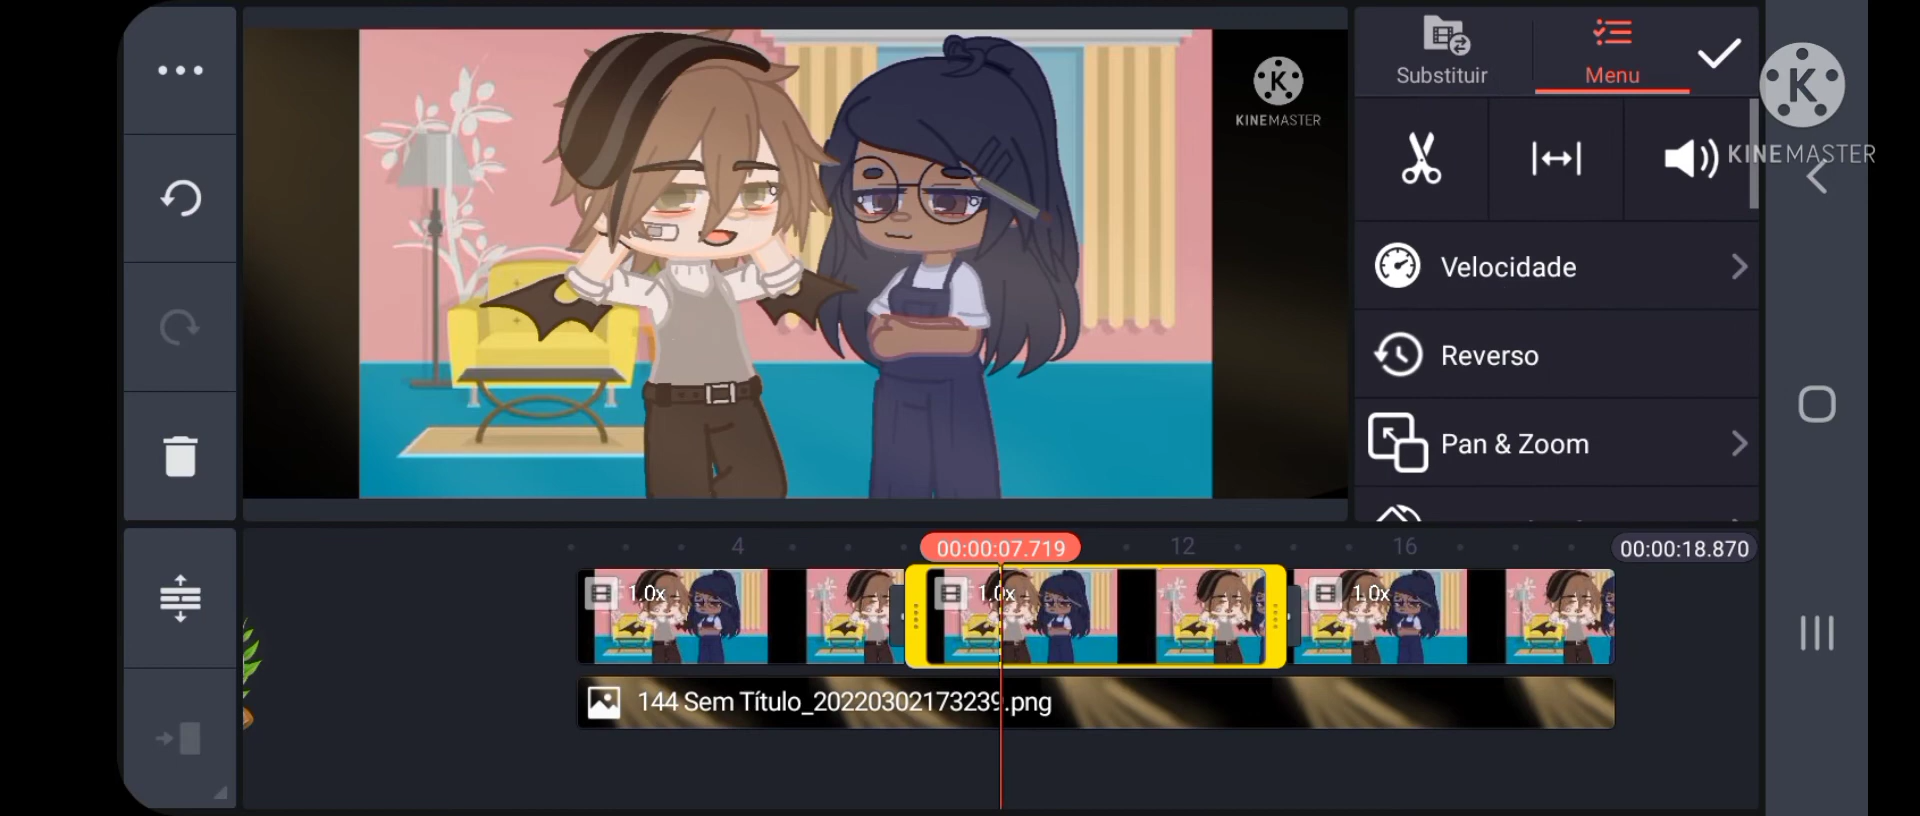 K
KINEMASTER
Substituir
Menu
K
KINEMASTER
Velocidade
Reverso
Pan & Zoom
4
00:00:07.719
12
16
00:00:18.870
1.0x
1.0x
1.0x
144 Sem Título_20220302173239.png